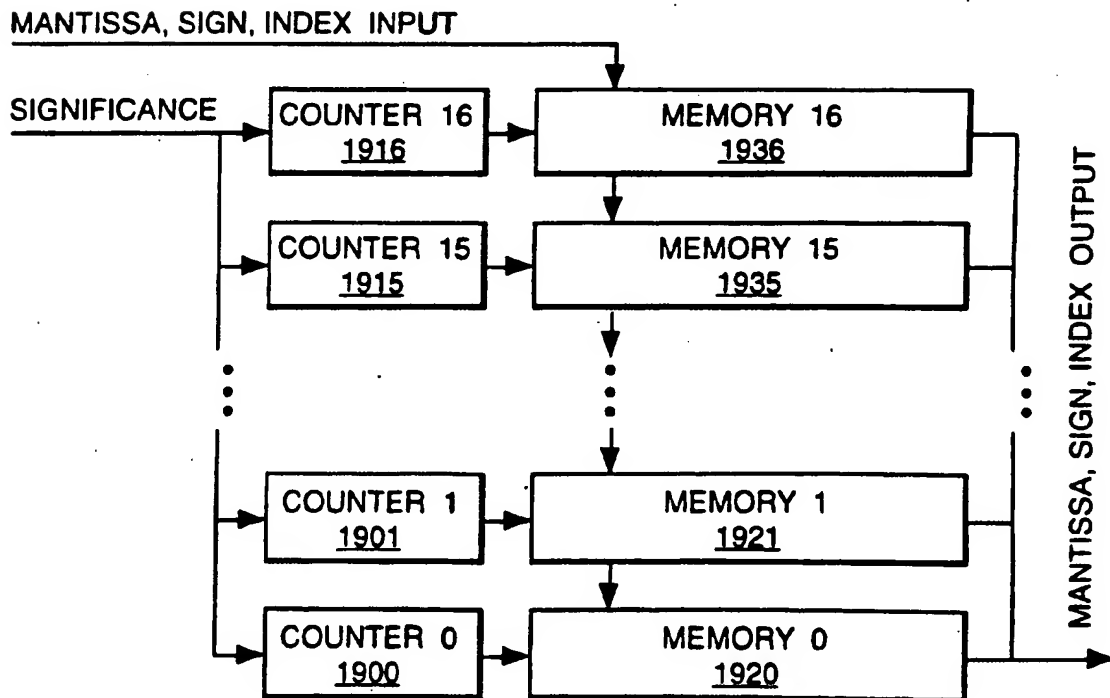 MANTISSA, SIGN, INDEX INPUT
SIGNIFICANCE
COUNTER 16
1916
MEMORY 16
1936
COUNTER 15
1915
MEMORY 15
1935
COUNTER 1
1901
MEMORY 1
1921
COUNTER 0
1900
MEMORY 0
1920
MANTISSA, SIGN, INDEX OUTPUT